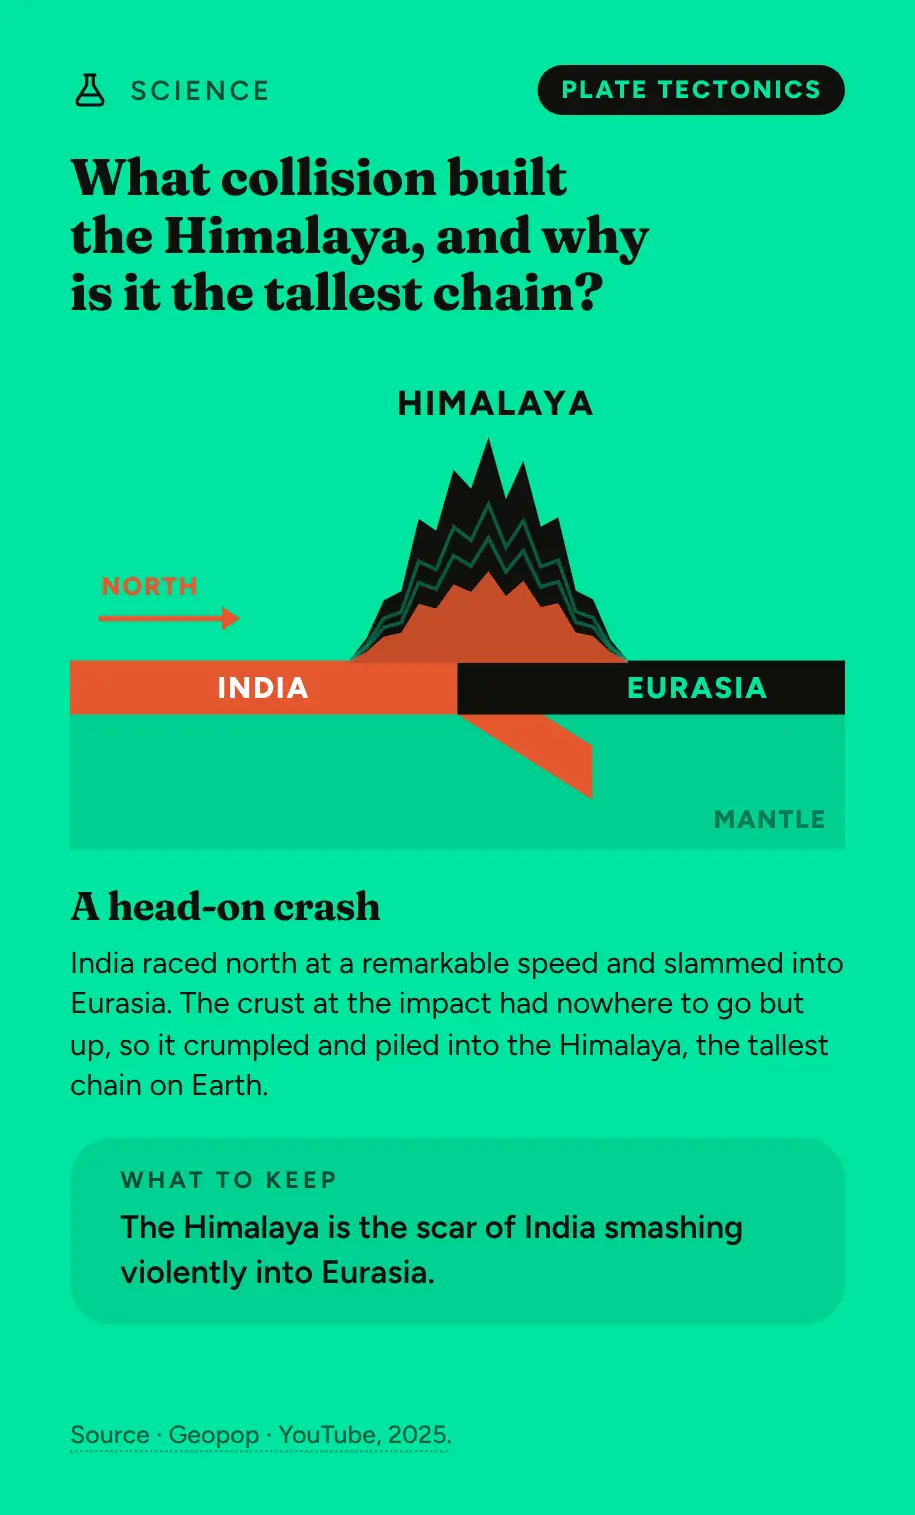 SCIENCE
PLATE TECTONICS
What collision built
the Himalaya, and why
is it the tallest chain?
HIMALAYA
NORTH
INDIA
EURASIA
MANTLE
A head-on crash
India raced north at a remarkable speed and slammed into
Eurasia. The crust at the impact had nowhere to go but
up, so it crumpled and piled into the Himalaya, the tallest
chain on Earth.
WHAT TO KEEP
The Himalaya is the scar of India smashing
violently into Eurasia.
Source · Geopop · YouTube, 2025.